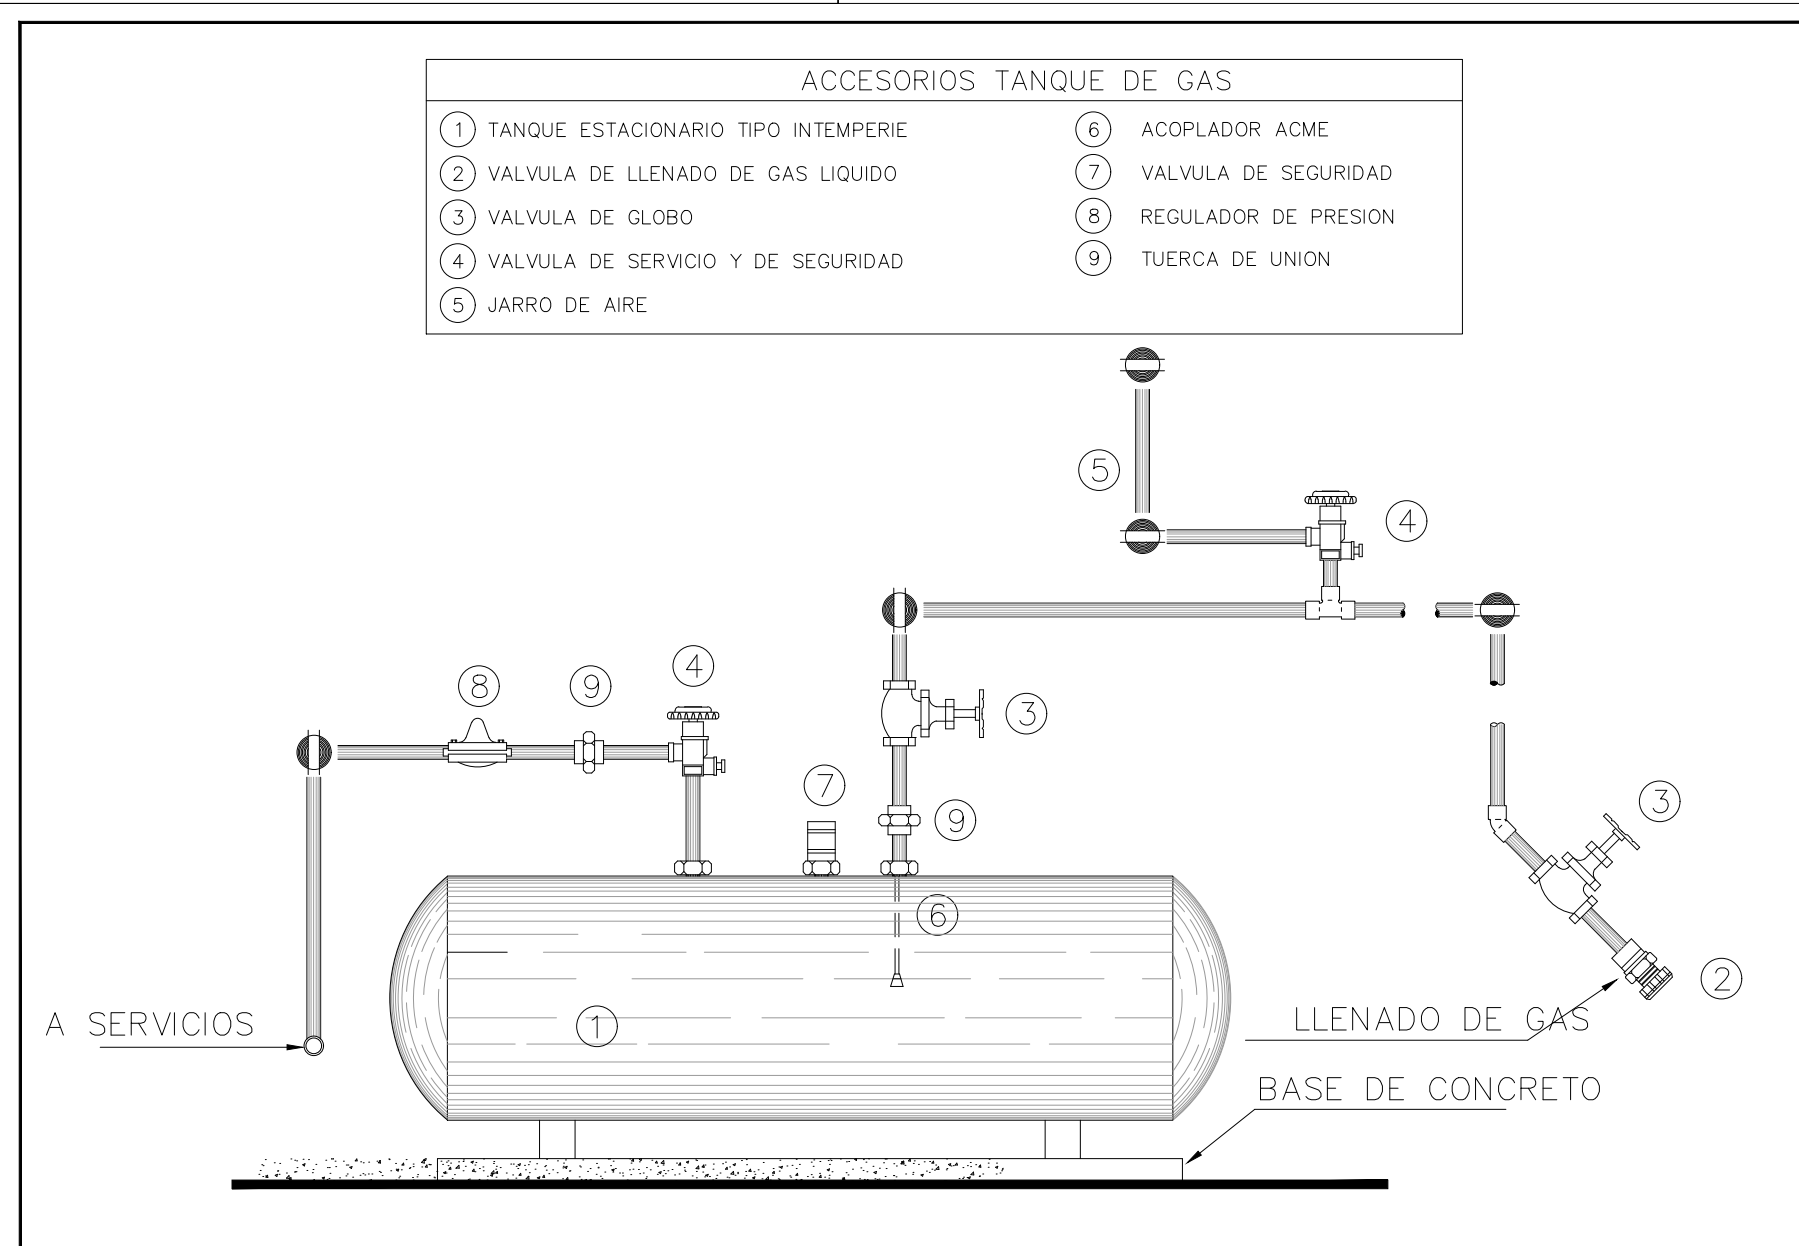 ACCESORIOS TANQUE DE GAS
1 TANQUE ESTACIONARIO TIPO INTEMPERIE
2 VALVULA DE LLENADO DE GAS LIQUIDO
3 VALVULA DE GLOBO
4 VALVULA DE SERVICIO Y DE SEGURIDAD
5 JARRO DE AIRE
6 ACOPLADOR ACME
7 VALVULA DE SEGURIDAD
8 REGULADOR DE PRESION
9 TUERCA DE UNION
5
4
4
8
9
3
7
3
9
6
2
1
A SERVICIOS
LLENADO DE GAS
BASE DE CONCRETO